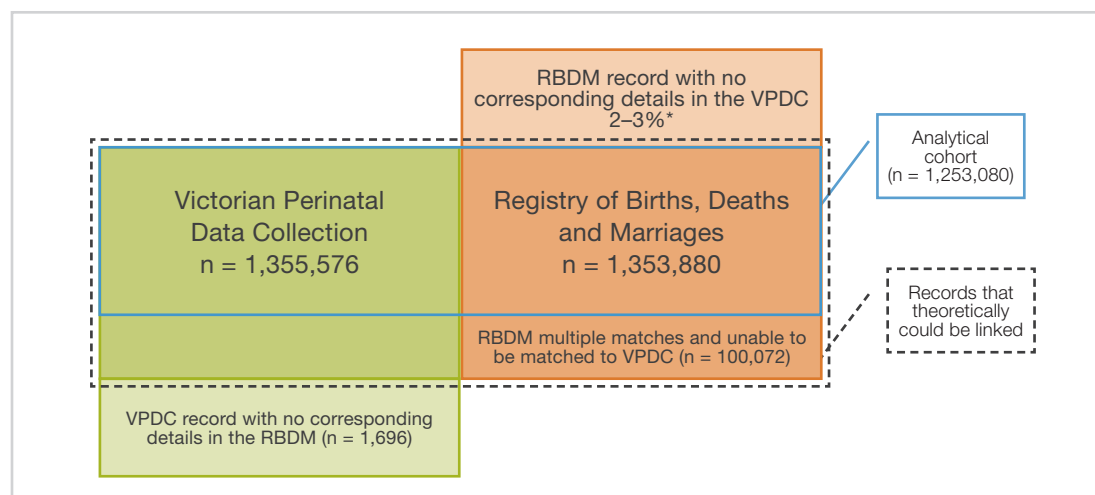 RBDM record with no
corresponding details in the VPDC
2–3%*
Analytical
cohort
(n = 1,253,080)
Victorian Perinatal
Data Collection
n = 1,355,576
Registry of Births, Deaths
and Marriages
n = 1,353,880
Records that
theoretically
could be linked
RBDM multiple matches and unable to
be matched to VPDC (n = 100,072)
VPDC record with no corresponding
details in the RBDM (n = 1,696)